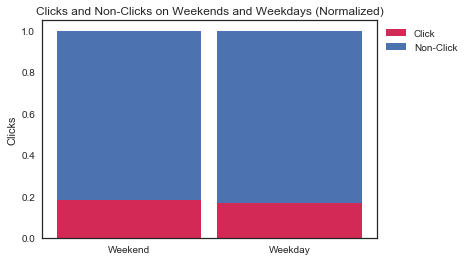 Clicks and Non-Clicks on Weekends and Weekdays (Normalized)
1.0
0.8
0.6
0.4
0.2
0.0
Clicks
Weekend
Weekday
Click
Non-Click